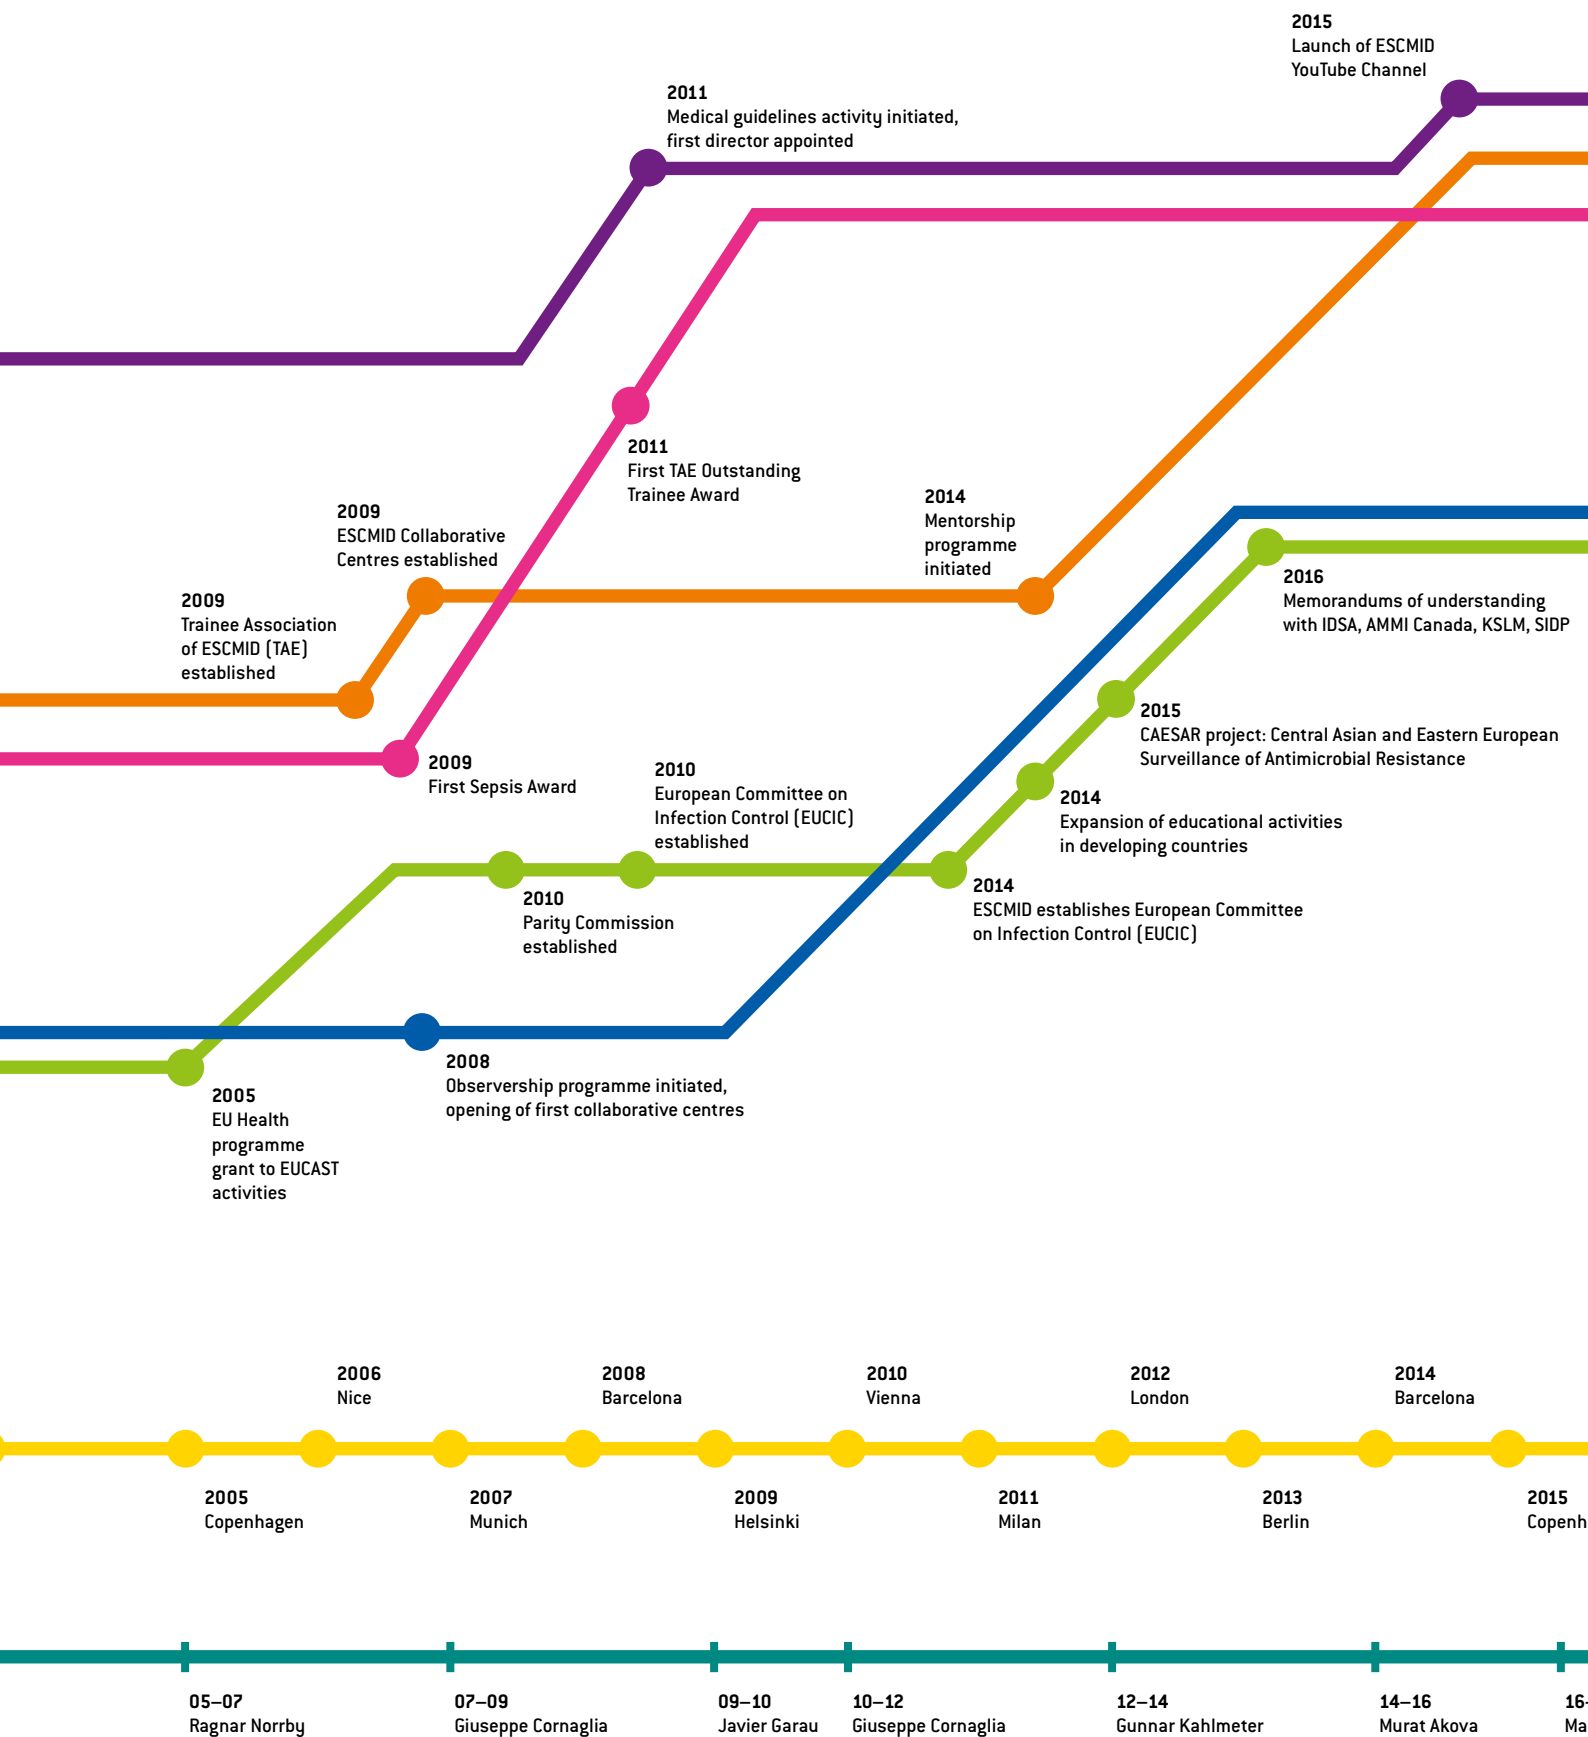 2015
Launch of ESCMID
YouTube Channel
2011
Medical guidelines activity initiated,
first director appointed
2011
First TAE Outstanding
Trainee Award
2014
Mentorship
programme
initiated
2009
ESCMID Collaborative
Centres established
2009
Trainee Association
of ESCMID (TAE)
established
2016
Memorandums of understanding
with IDSA, AMMI Canada, KSLM, SIDP
2015
CAESAR project: Central Asian and Eastern European
Surveillance of Antimicrobial Resistance
2009
First Sepsis Award
2010
European Committee on
Infection Control (EUCIC)
established
2014
Expansion of educational activities
in developing countries
2014
ESCMID establishes European Committee
on Infection Control (EUCIC)
2010
Parity Commission
established
2008
Observership programme initiated,
opening of first collaborative centres
2005
EU Health
programme
grant to EUCAST
activities
2006
Nice
2008
Barcelona
2010
Vienna
2012
London
2014
Barcelona
2005
Copenhagen
2007
Munich
2009
Helsinki
2011
Milan
2013
Berlin
2015
Copenh
05–07
Ragnar Norrby
07–09
Giuseppe Cornaglia
09–10
Javier Garau
10–12
Giuseppe Cornaglia
12–14
Gunnar Kahlmeter
14–16
Murat Akova
16-
Ma